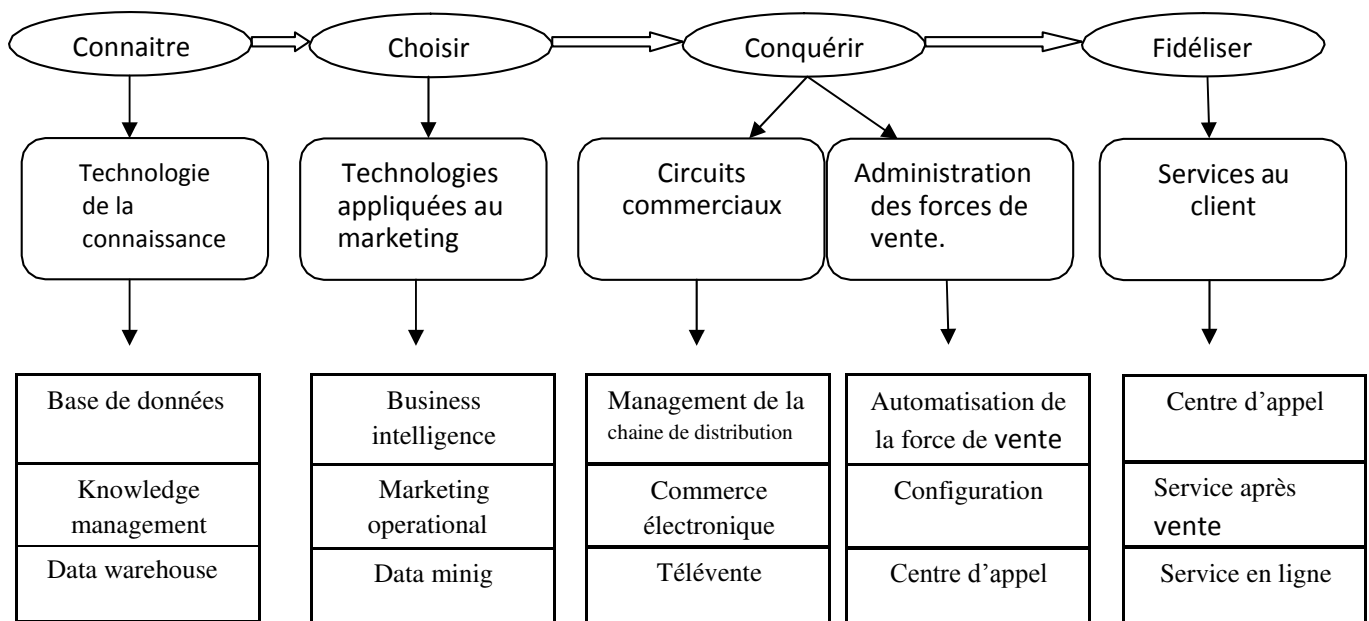 Connaitre
Choisir
Conquérir
Fidéliser
Technologie
de la
connaissance
Technologies
appliquées au
marketing
Circuits
commerciaux
Administration
des forces de
vente.
Services au
client
Base de données
Knowledge
management
Data warehouse
Business
intelligence
Marketing
operational
Data minig
Management de la
chaine de distribution
Commerce
électronique
Télévente
Automatisation de
la force de vente
Configuration
Centre d’appel
Centre d’appel
Service après
vente
Service en ligne